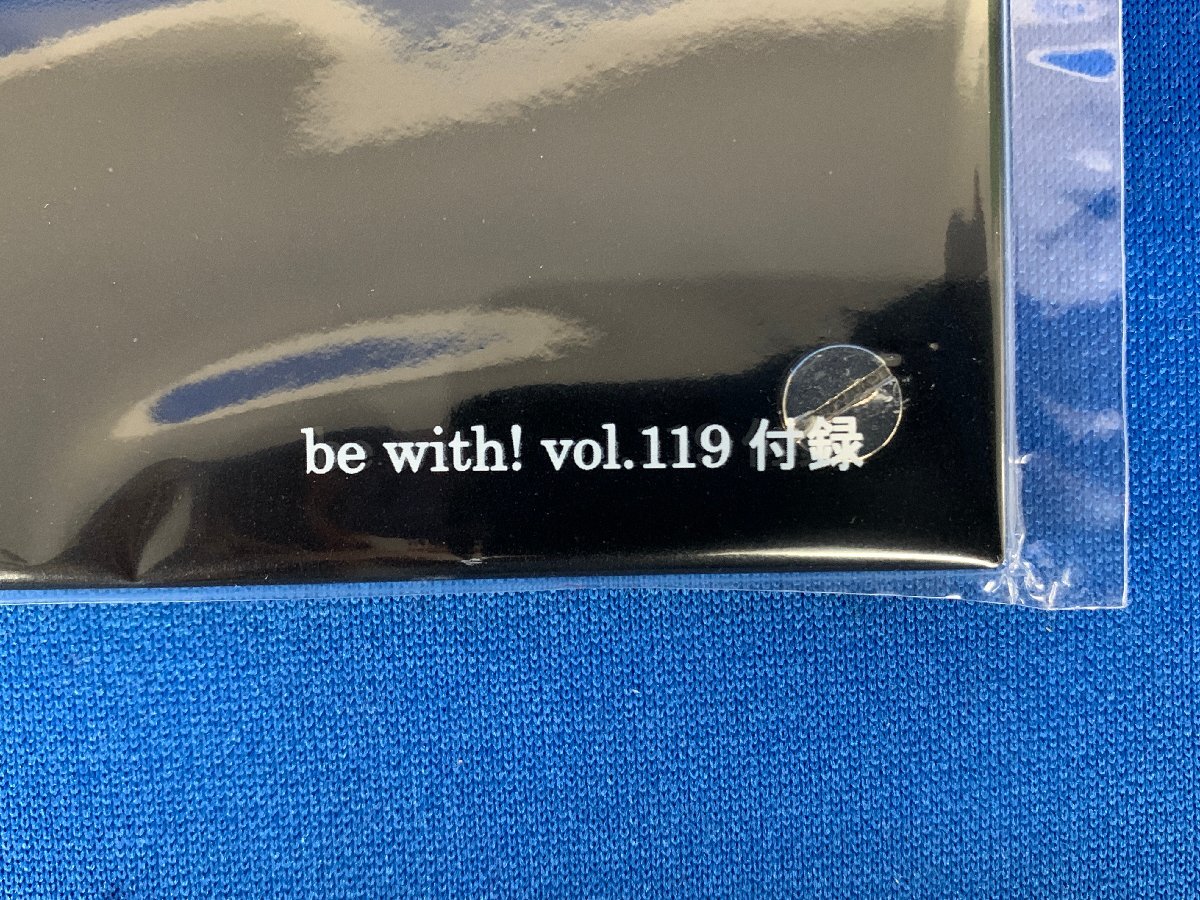 be with! vol.119 付録